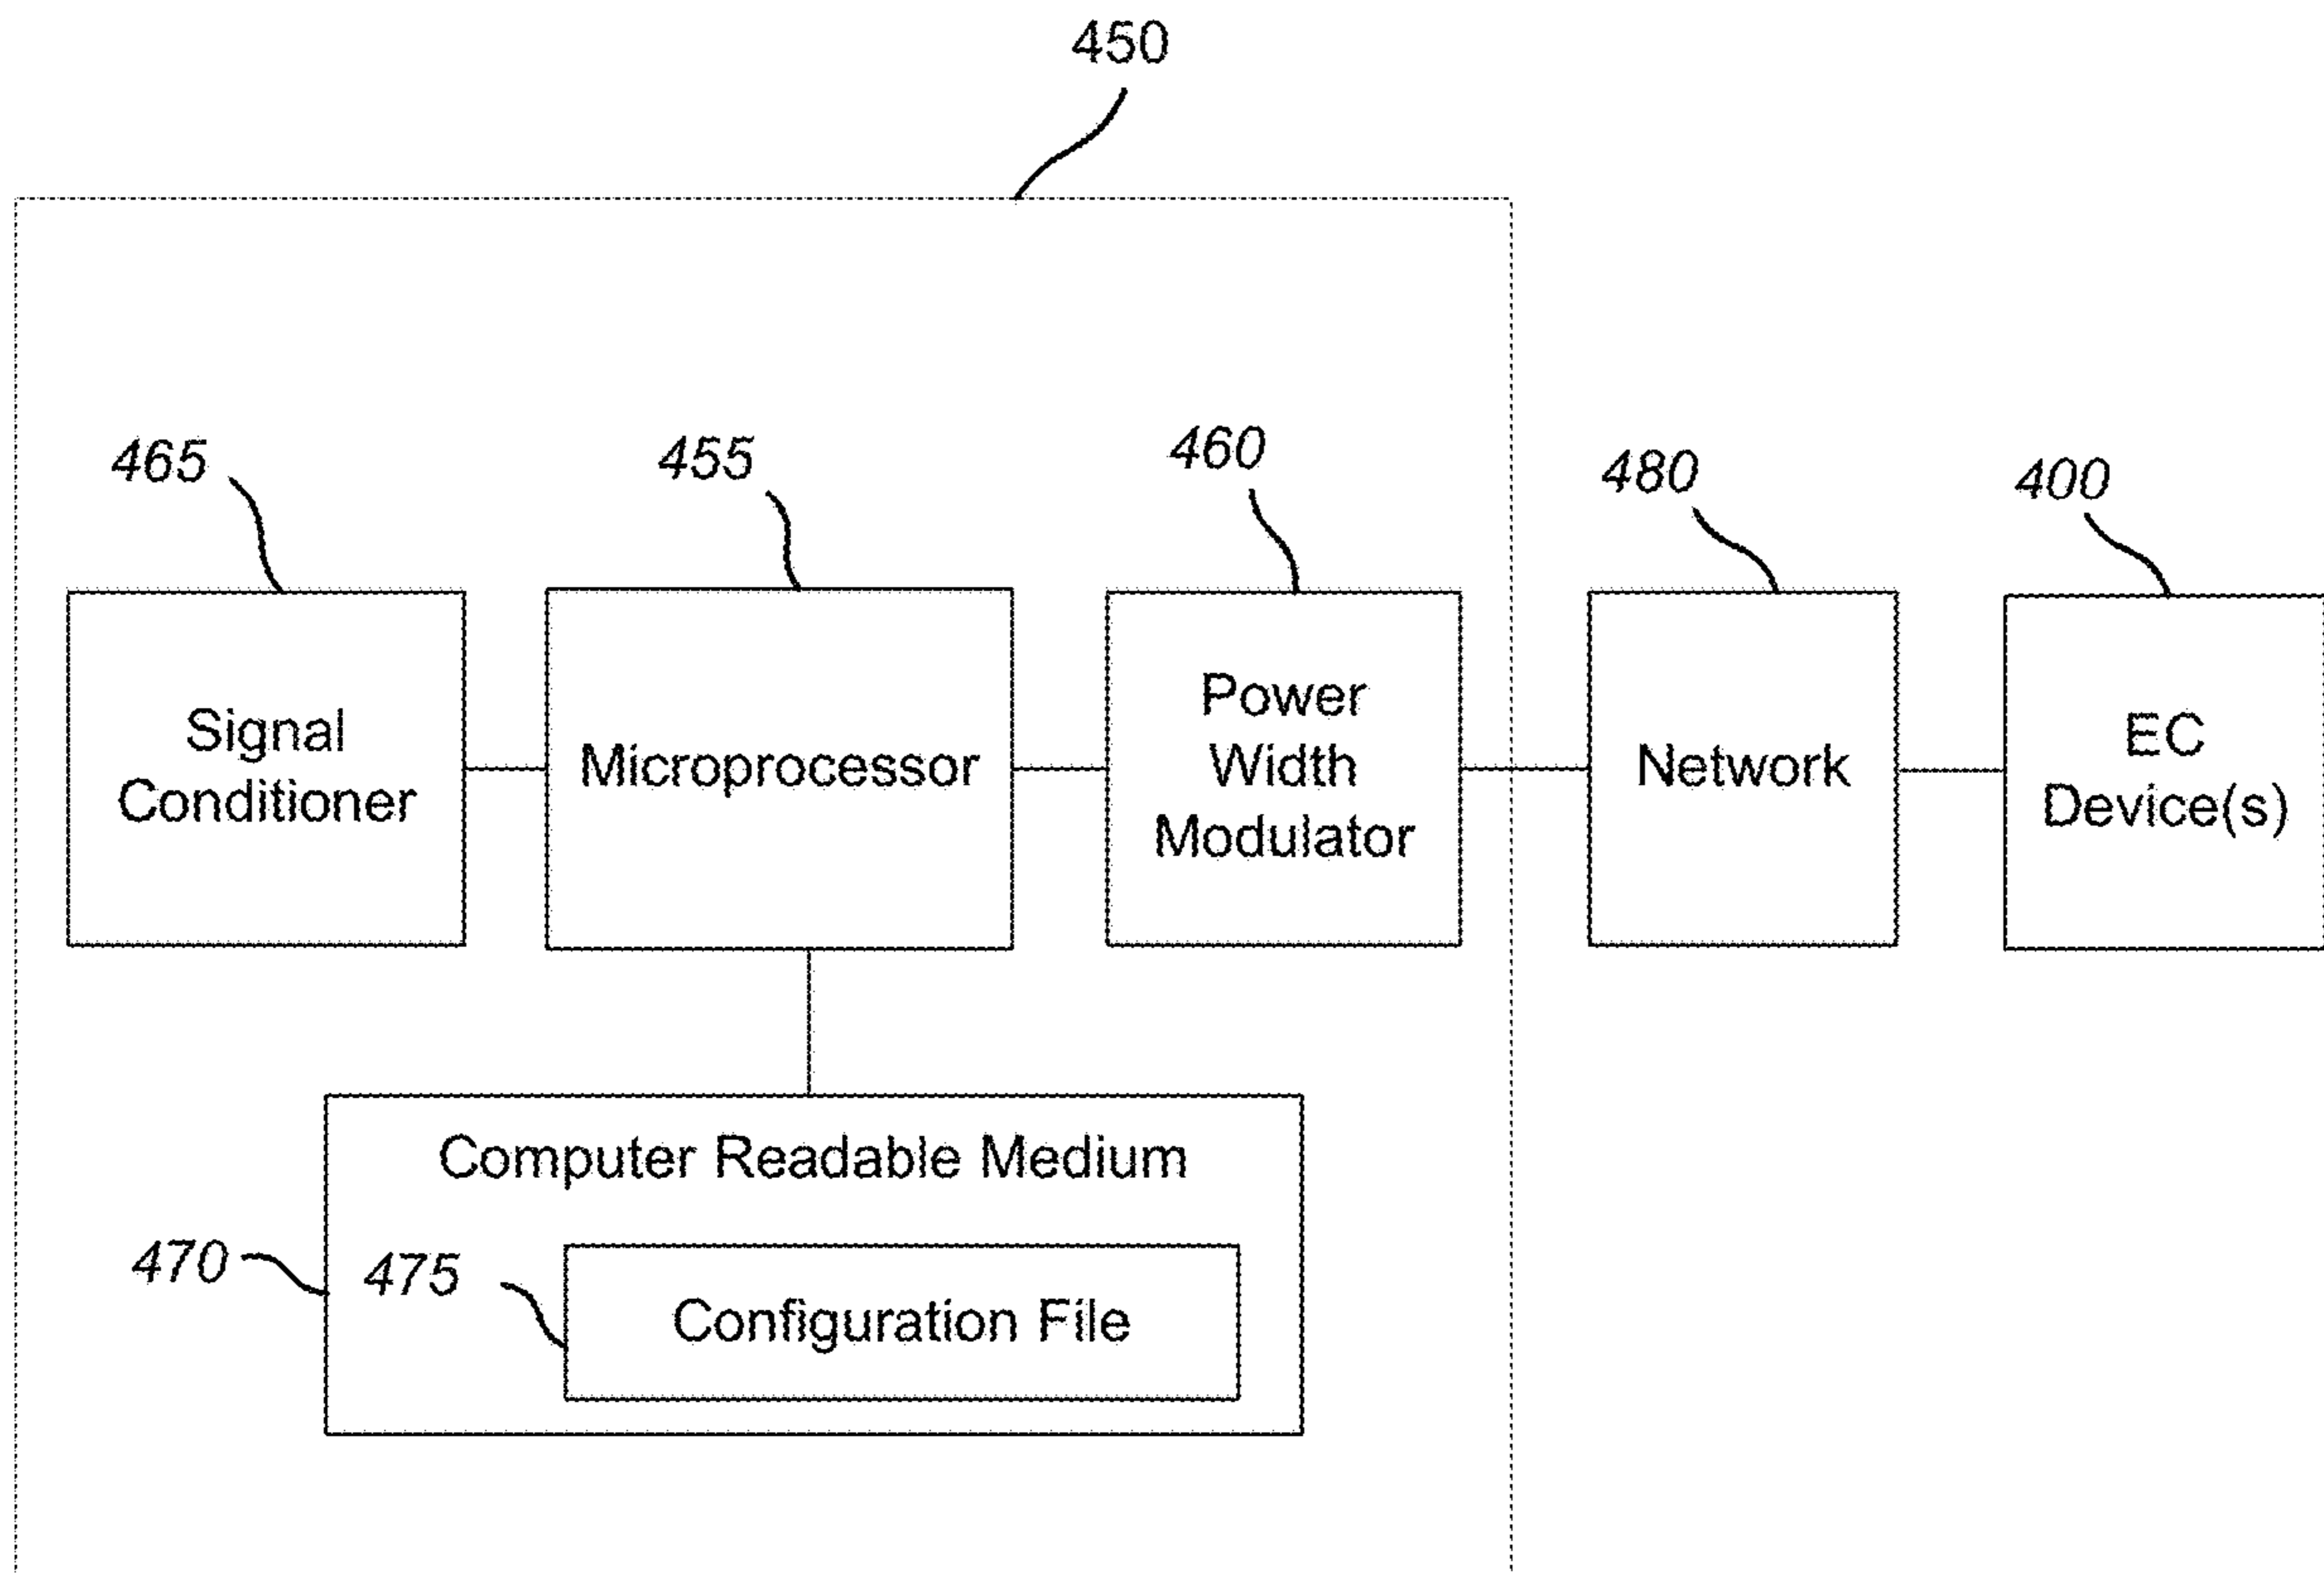 450
465
455
460
480
400
Signal
Conditioner
Microprocessor
Power
Width
Modulator
Network
EC
Device(s)
Computer Readable Medium
470
475
Configuration File